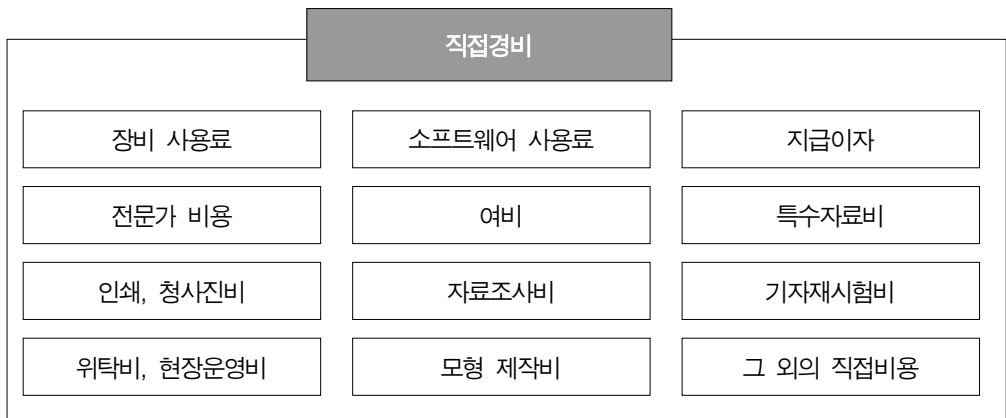 직접경비
장비 사용료
소프트웨어 사용료
지급이자
전문가 비용
여비
특수자료비
인쇄, 청사진비
자료조사비
기자재시험비
위탁비, 현장운영비
모형 제작비
그 외의 직접비용